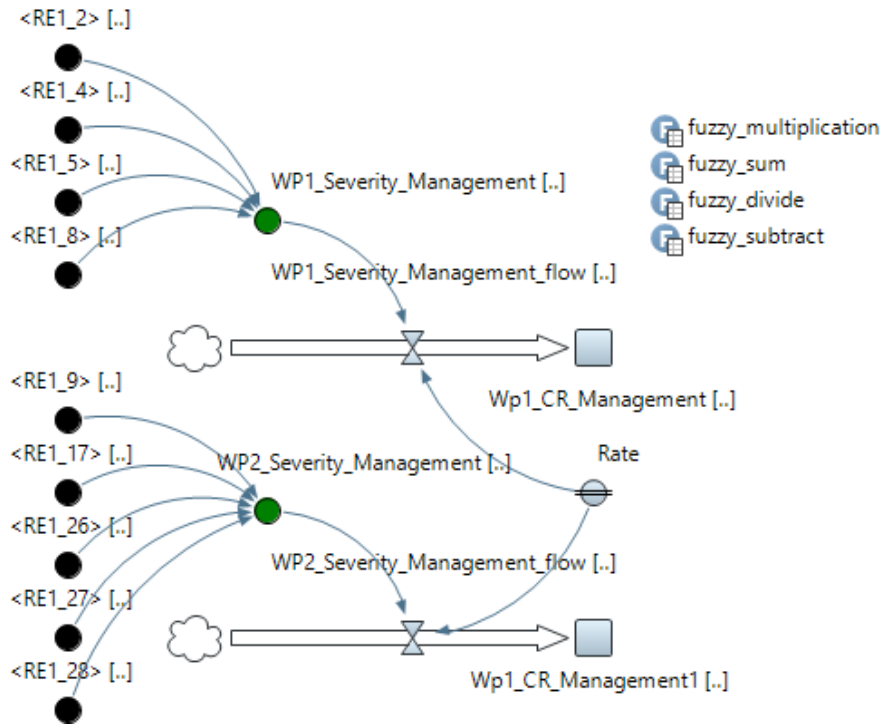 <RE1_2> [..]
<RE1_4> [..]
<RE1_5> [..]
<RE1_8> [..]
WP1_Severity_Management [..]
fuzzy_multiplication
fuzzy_sum
fuzzy_divide
fuzzy_subtract
WP1_Severity_Management_flow [..]
Wp1_CR_Management [..]
<RE1_9> [..]
<RE1_17> [..]
<RE1_26> [..]
<RE1_27> [..]
<RE1_28> [..]
WP2_Severity_Management [..]
Rate
WP2_Severity_Management_flow [..]
Wp1_CR_Management1 [..]